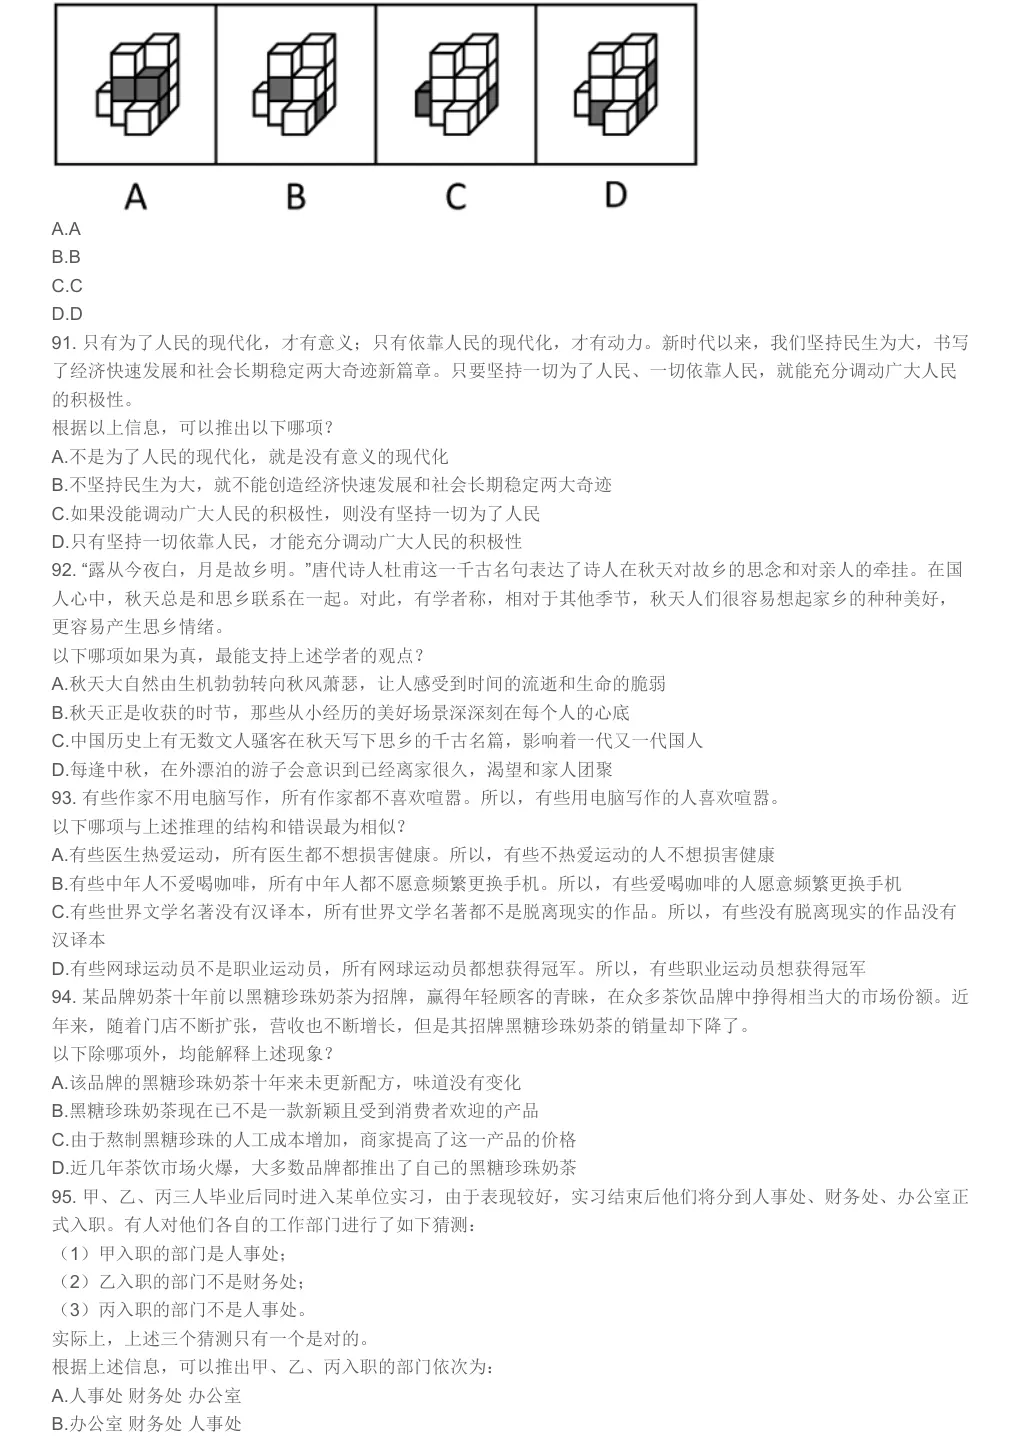 A B C D
A.A
B.B
C.C
D.D
91. 只有为了人民的现代化，才有意义；只有依靠人民的现代化，才有动力。新时代以来，我们坚持民生为大，书写
了经济快速发展和社会长期稳定两大奇迹新篇章。只要坚持一切为了人民、一切依靠人民，就能充分调动广大人民
的积极性。
根据以上信息，可以推出以下哪项？
A.不是为了人民的现代化，就是没有意义的现代化
B.不坚持民生为大，就不能创造经济快速发展和社会长期稳定两大奇迹
C.如果没能调动广大人民的积极性，则没有坚持一切为了人民
D.只有坚持一切依靠人民，才能充分调动广大人民的积极性
92. “露从今夜白，月是故乡明。”唐代诗人杜甫这一千古名句表达了诗人在秋天对故乡的思念和对亲人的牵挂。在国
人心中，秋天总是和思乡联系在一起。对此，有学者称，相对于其他季节，秋天人们很容易想起家乡的种种美好，
更容易产生思乡情绪。
以下哪项如果为真，最能支持上述学者的观点？
A.秋天大自然由生机勃勃转向秋风萧瑟，让人感受到时间的流逝和生命的脆弱
B.秋天正是收获的时节，那些从小经历的美好场景深深刻在每个人的心底
C.中国历史上有无数文人骚客在秋天写下思乡的千古名篇，影响着一代又一代国人
D.每逢中秋，在外漂泊的游子会意识到已经离家很久，渴望和家人团聚
93. 有些作家不用电脑写作，所有作家都不喜欢喧嚣。所以，有些用电脑写作的人喜欢喧嚣。
以下哪项与上述推理的结构和错误最为相似？
A.有些医生热爱运动，所有医生都不想损害健康。所以，有些不热爱运动的人不想损害健康
B.有些中年人不爱喝咖啡，所有中年人都不愿意频繁更换手机。所以，有些爱喝咖啡的人愿意频繁更换手机
C.有些世界文学名著没有汉译本，所有世界文学名著都不是脱离现实的作品。所以，有些没有脱离现实的作品没有
汉译本
D.有些网球运动员不是职业运动员，所有网球运动员都想获得冠军。所以，有些职业运动员想获得冠军
94. 某品牌奶茶十年前以黑糖珍珠奶茶为招牌，赢得年轻顾客的青睐，在众多茶饮品牌中挣得相当大的市场份额。近
年来，随着门店不断扩张，营收也不断增长，但是其招牌黑糖珍珠奶茶的销量却下降了。
以下除哪项外，均能解释上述现象？
A.该品牌的黑糖珍珠奶茶十年来未更新配方，味道没有变化
B.黑糖珍珠奶茶现在已不是一款新颖且受到消费者欢迎的产品
C.由于熬制黑糖珍珠的人工成本增加，商家提高了这一产品的价格
D.近几年茶饮市场火爆，大多数品牌都推出了自己的黑糖珍珠奶茶
95. 甲、乙、丙三人毕业后同时进入某单位实习，由于表现较好，实习结束后他们将分到人事处、财务处、办公室正
式入职。有人对他们各自的工作部门进行了如下猜测：
（1）甲入职的部门是人事处；
（2）乙入职的部门不是财务处；
（3）丙入职的部门不是人事处。
实际上，上述三个猜测只有一个是对的。
根据上述信息，可以推出甲、乙、丙入职的部门依次为：
A.人事处 财务处 办公室
B.办公室 财务处 人事处